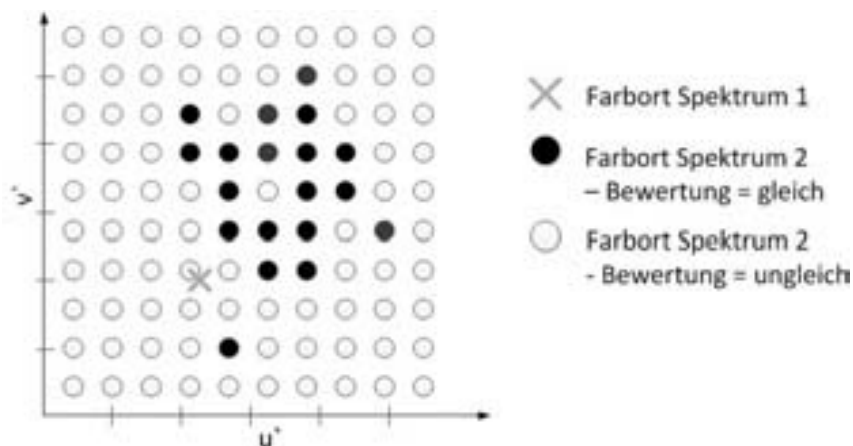 v'
u'
Farbort Spektrum 1
Farbort Spektrum 2
– Bewertung = gleich
Farbort Spektrum 2
- Bewertung = ungleich